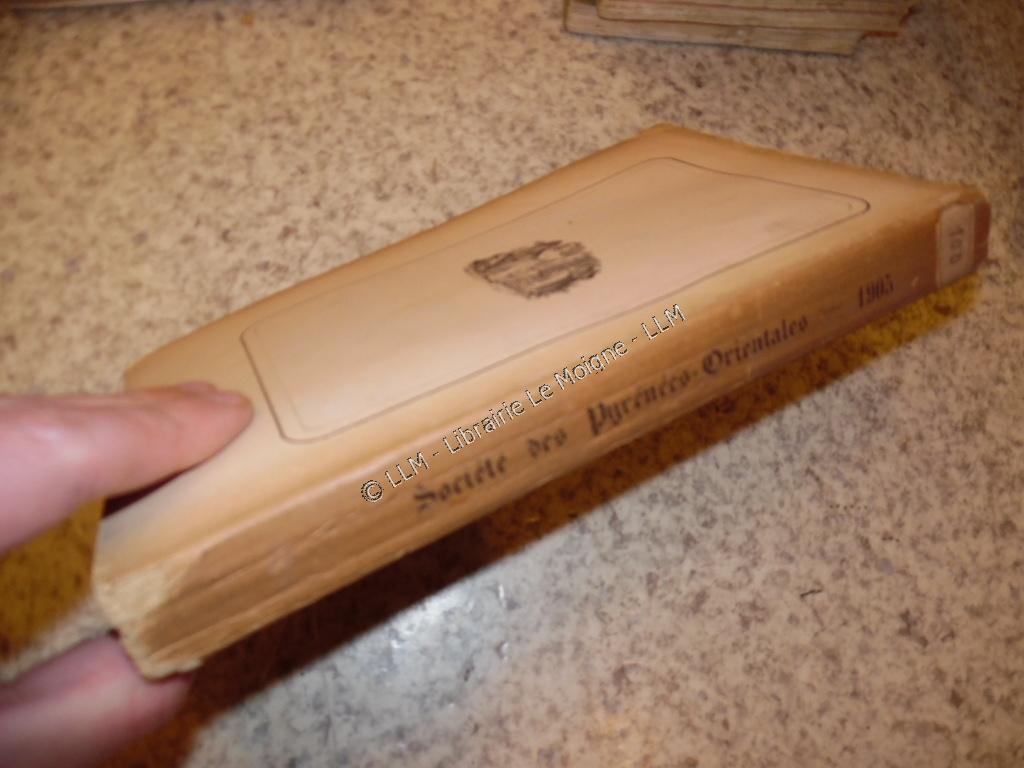 © LLM - Librairie Le Moigne - LLM
Société des Pyrénées-Orientales — 1905